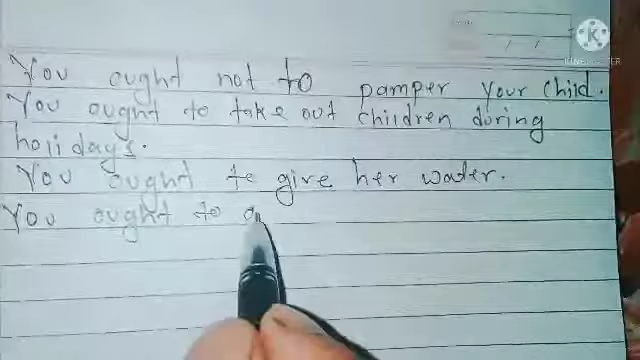 You ought not to pamper your child.
You ought to take out children during
holidays.
You ought to give her water.
You ought to